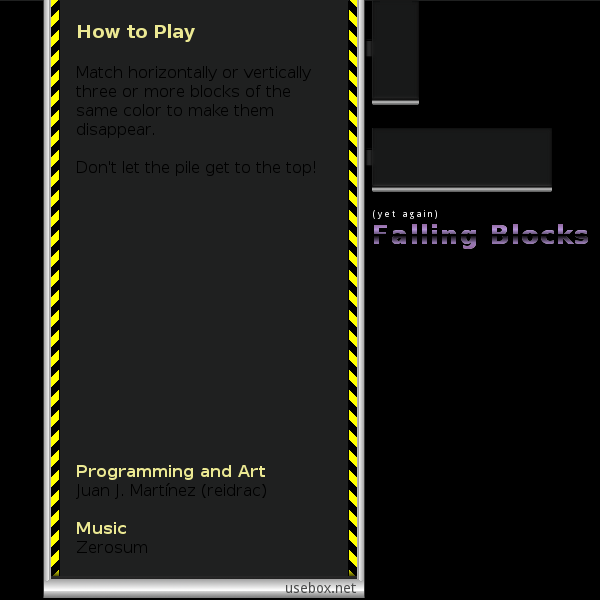 How to Play
Match horizontally or vertically
three or more blocks of the
same color to make them
disappear.
Don't let the pile get to the top!
(yet again)
Falling Blocks
Programming and Art
Juan J. Martínez (reidrac)
Music
Zerosum
usebox.net